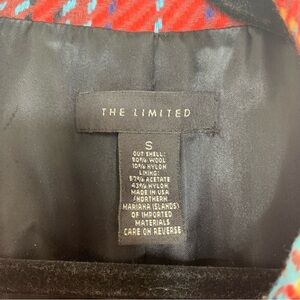 THE LIMITED
S
OUT SHELL:
90% WOOL
10% NYLON
LINING:
57% ACETATE
43% NYLON
MADE IN USA
(NORTHERN
MARIANA ISLANDS)
OF IMPORTED
MATERIALS
CARE ON REVERSE